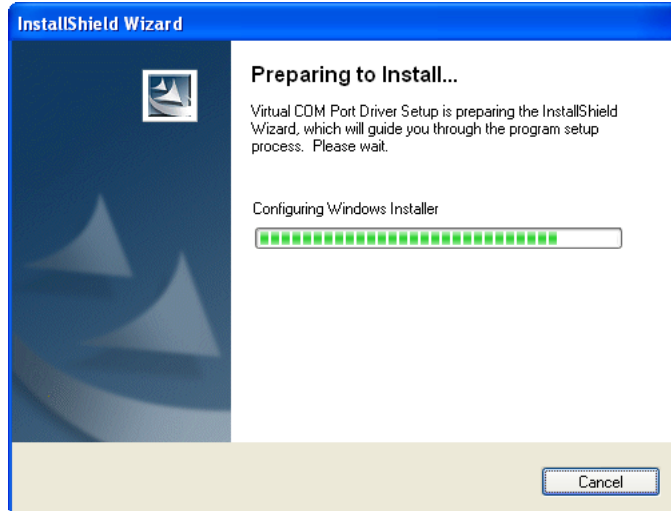 InstallShield Wizard
Preparing to Install...
Virtual COM Port Driver Setup is preparing the InstallShield
Wizard, which will guide you through the program setup
process. Please wait.
Configuring Windows Installer
Cancel